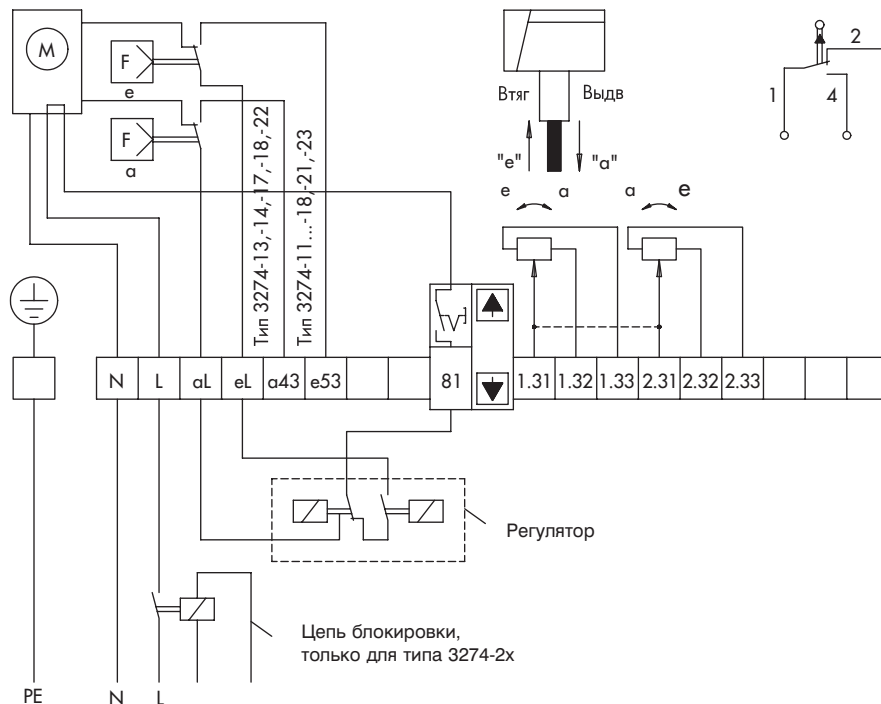 M
F
e
F
a
Тип 3274-13,-14,-17,-18,-22
Тип 3274-11...-18,-21,-23
Втяг Выдв
"e" "a"
1 2 4
e a
a e
N L aL eL a43 e53 81 1.31 1.32 1.33 2.31 2.32 2.33
Регулятор
Цепь блокировки,
только для типа 3274-2x
PE N L